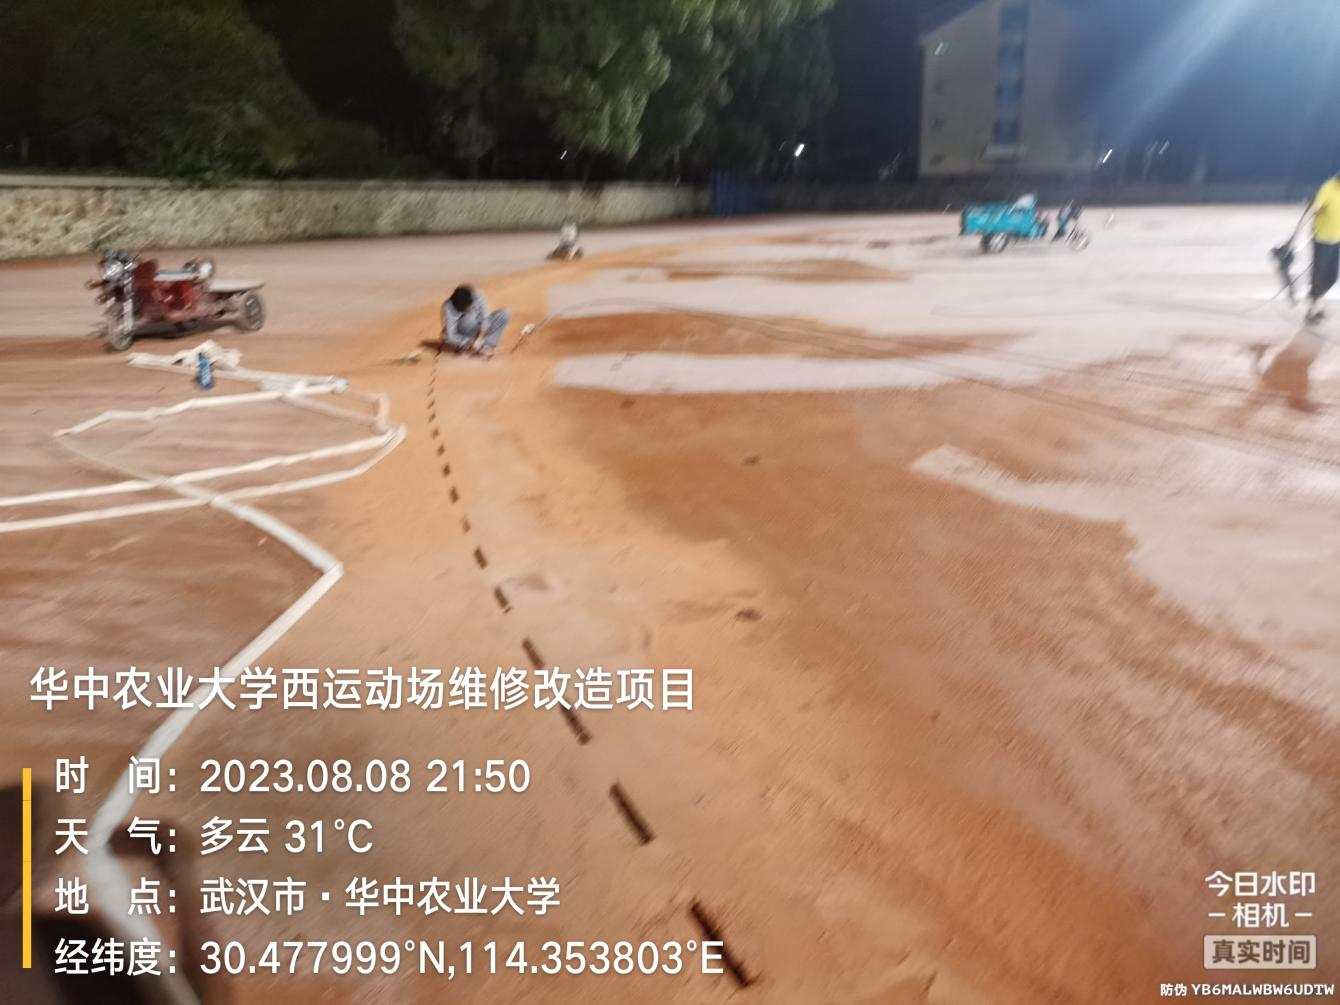 华中农业大学西运动场维修改造项目
时 间：2023.08.08 21:50
天 气：多云 31°C
地 点：武汉市·华中农业大学
经纬度：30.477999°N,114.353803°E
今日水印
-相机-
真实时间
防伪 YB6MALWBW6UDTW